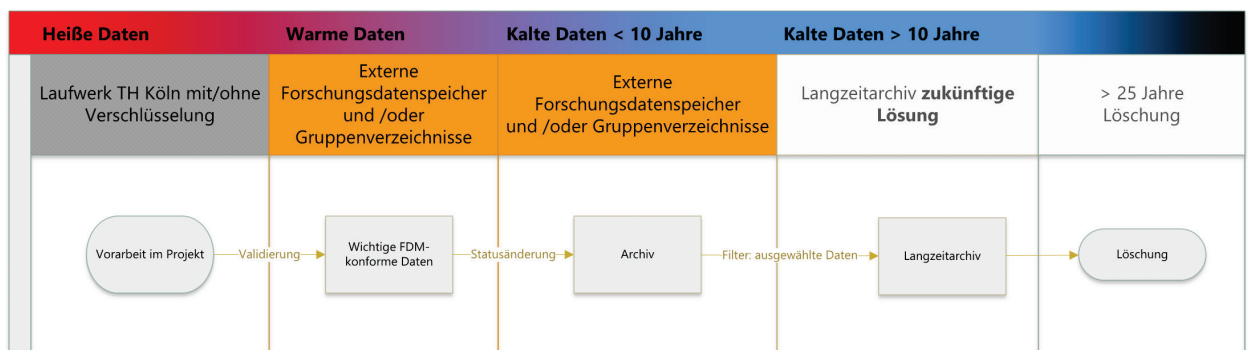 Heiße Daten
Warme Daten
Kalte Daten < 10 Jahre
Kalte Daten > 10 Jahre
Laufwerk TH Köln mit/ohne
Verschlüsselung
Externe
Forschungsdatenspeicher
und /oder
Gruppenverzeichnisse
Externe
Forschungsdatenspeicher
und /oder Gruppenverzeichnisse
Langzeitarchiv zukünftige
Lösung
> 25 Jahre
Löschung
Vorarbeit im Projekt
Validierung
Wichtige FDM-
konforme Daten
Statusänderung
Archiv
Filter: ausgewählte Daten
Langzeitarchiv
Löschung